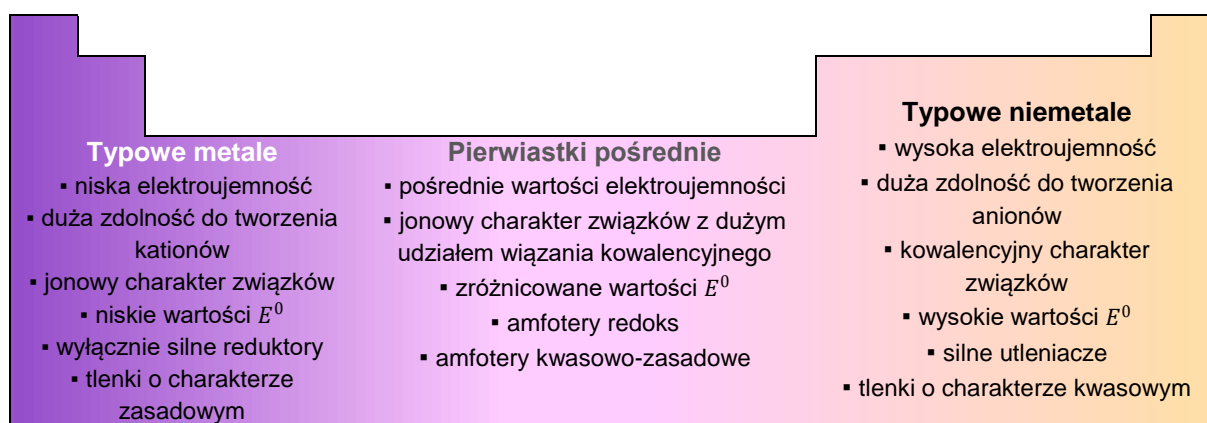 Typowe metale
▪ niska elektroujemność
▪ duża zdolność do tworzenia
kationów
▪ jonowy charakter związków
▪ niskie wartości E⁰
▪ wyłącznie silne reduktory
▪ tlenki o charakterze
zasadowym
Pierwiastki pośrednie
▪ pośrednie wartości elektroujemności
▪ jonowy charakter związków z dużym
udziałem wiązania kowalencyjnego
▪ zróżnicowane wartości E⁰
▪ amfotery redoks
▪ amfotery kwasowo-zasadowe
Typowe niemetale
▪ wysoka elektroujemność
▪ duża zdolność do tworzenia
anionów
▪ kowalencyjny charakter
związków
▪ wysokie wartości E⁰
▪ silne utleniacze
▪ tlenki o charakterze kwasowym